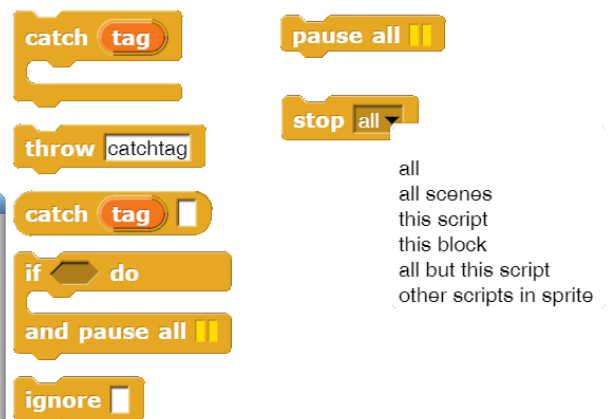 catch tag
throw catchtag
catch tag
if do
and pause all
ignore
pause all
stop all
all
all scenes
this script
this block
all but this script
other scripts in sprite